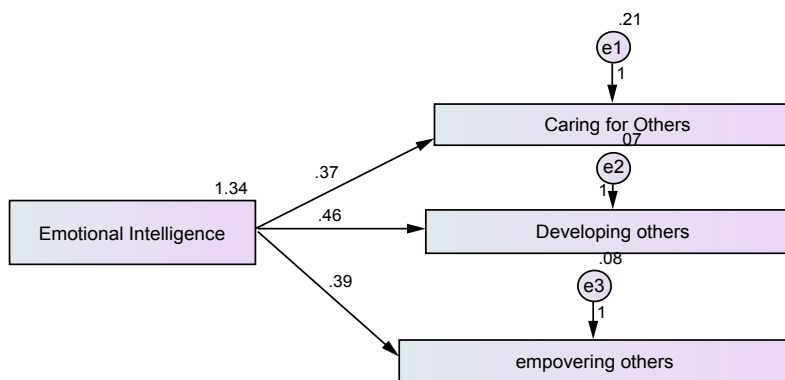 .21
e1
1
Caring for Others
07
.37
e2
1.34
1
.46
Emotional Intelligence
Developing others
.08
.39
e3
1
empovering others